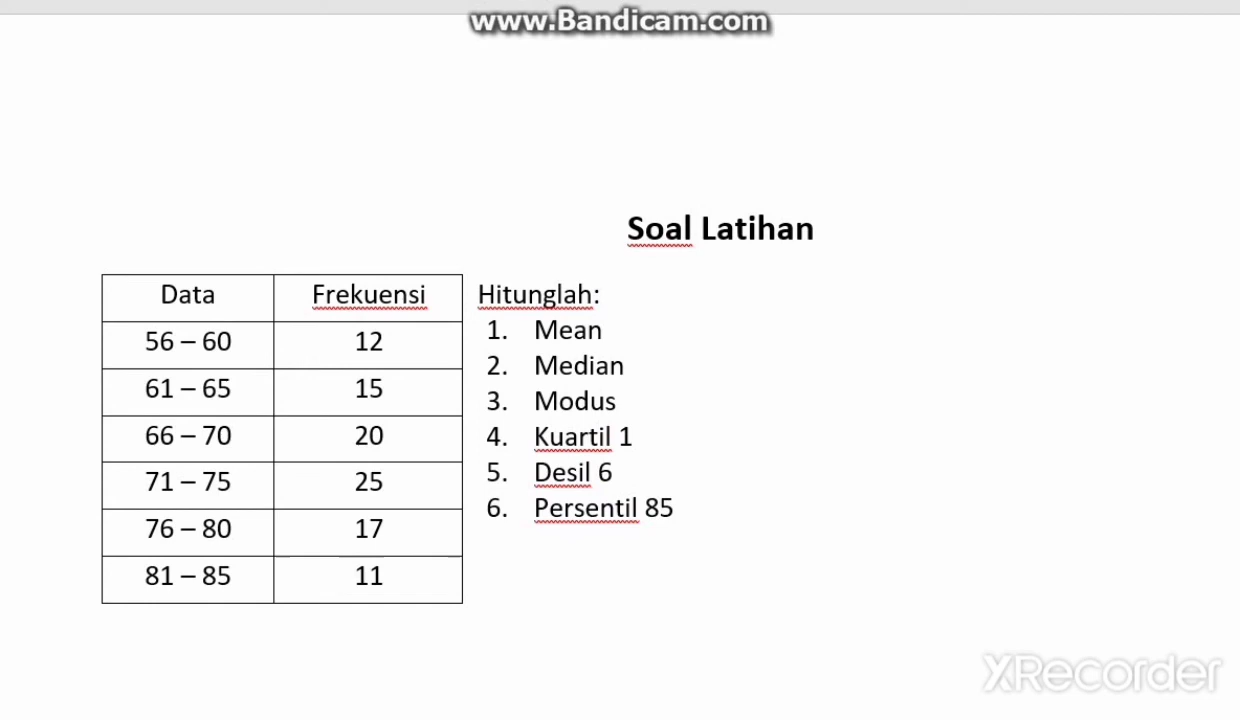 www.Bandicam.com
Soal Latihan
Data Frekuensi
56 – 60 12
61 – 65 15
66 – 70 20
71 – 75 25
76 – 80 17
81 – 85 11
Hitunglah:
1. Mean
2. Median
3. Modus
4. Kuartil 1
5. Desil 6
6. Persentil 85
XRecorder